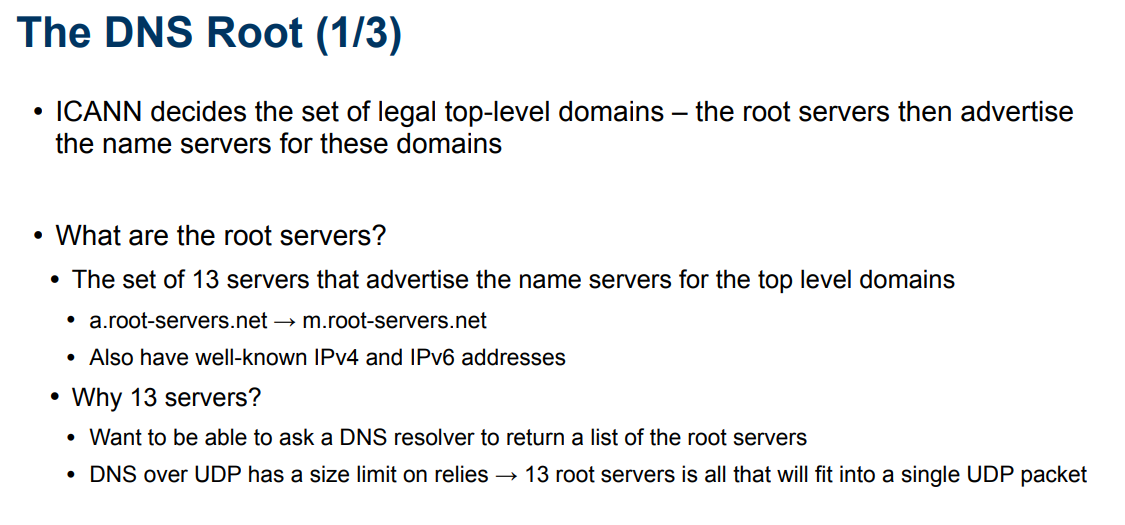 The DNS Root (1/3)
• ICANN decides the set of legal top-level domains – the root servers then advertise
the name servers for these domains
• What are the root servers?
• The set of 13 servers that advertise the name servers for the top level domains
• a.root-servers.net → m.root-servers.net
• Also have well-known IPv4 and IPv6 addresses
• Why 13 servers?
• Want to be able to ask a DNS resolver to return a list of the root servers
• DNS over UDP has a size limit on relies → 13 root servers is all that will fit into a single UDP packet